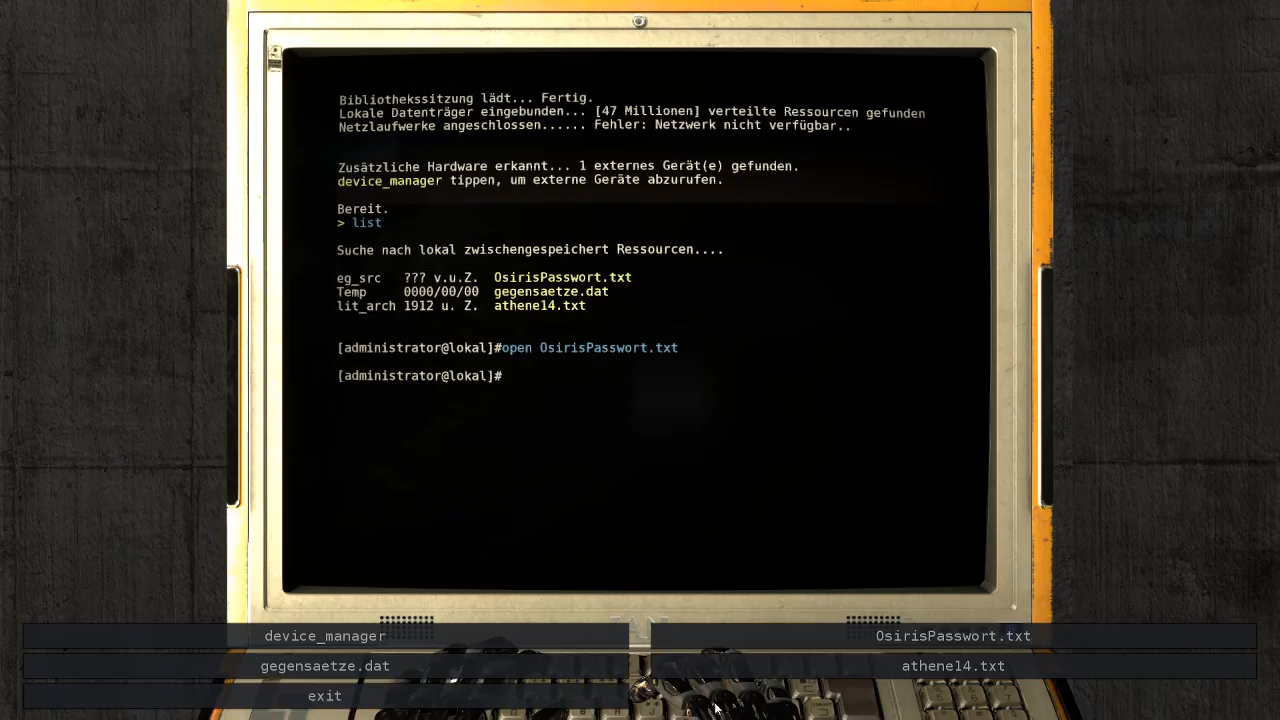 Bibliothekssitzung lädt... Fertig.
Lokale Datenträger eingebunden... [47 Millionen] verteilte Ressourcen gefunden
Netzlaufwerke angeschlossen...... Fehler: Netzwerk nicht verfügbar..
Zusätzliche Hardware erkannt... 1 externes Gerät(e) gefunden.
device_manager tippen, um externe Geräte abzurufen.
Bereit.
> list
Suche nach lokal zwischengespeichert Ressourcen....
eg_src ??? v.u.Z. OsirisPasswort.txt
Temp 0000/00/00 gegensaetze.dat
lit_arch 1912 u. Z. athene14.txt
[administrator@lokal]#open OsirisPasswort.txt
[administrator@lokal]#
device_manager OsirisPasswort.txt
gegensaetze.dat athene14.txt
exit